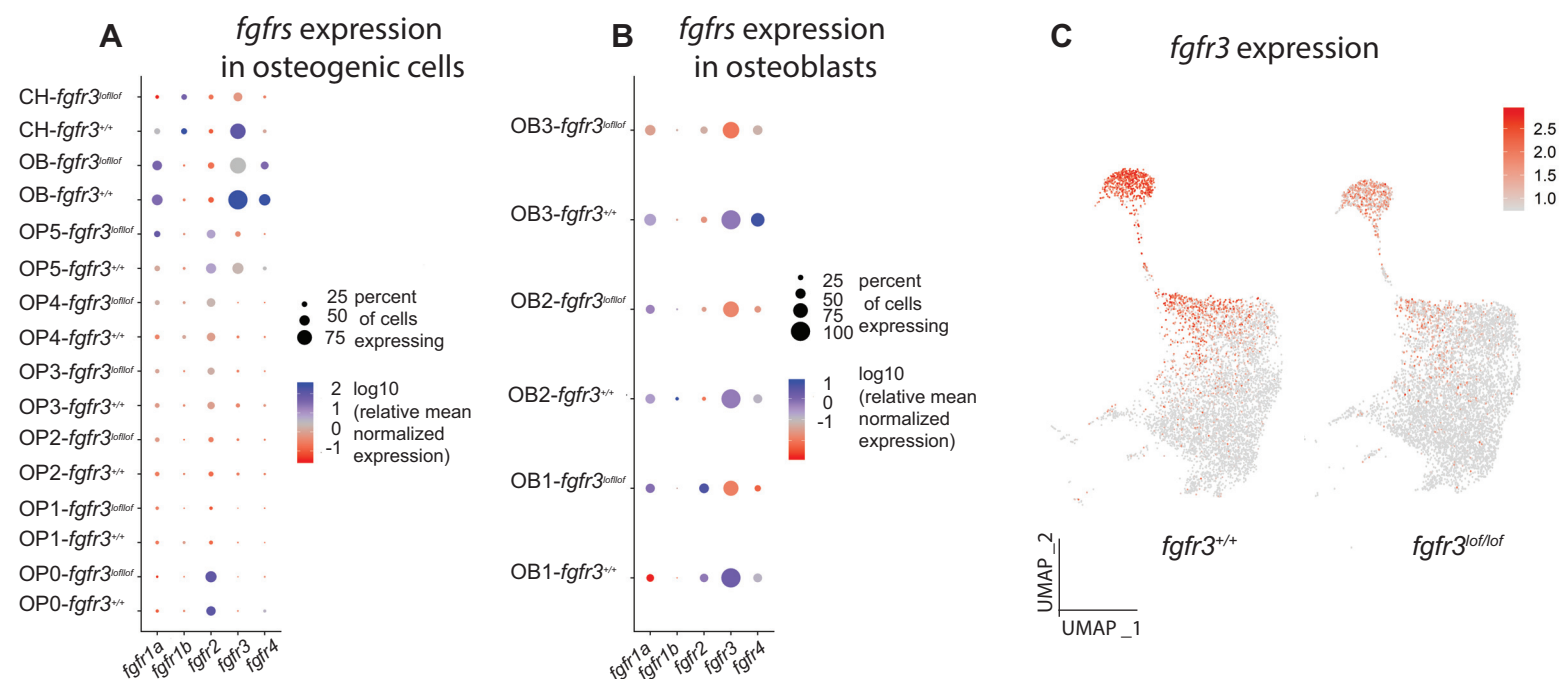 A
fgfrs expression
in osteogenic cells
CH-fgfr3lof/lof
CH-fgfr3+/+
OB-fgfr3lof/lof
OB-fgfr3+/+
OP5-fgfr3lof/lof
OP5-fgfr3+/+
OP4-fgfr3lof/lof
OP4-fgfr3+/+
OP3-fgfr3lof/lof
OP3-fgfr3+/+
OP2-fgfr3lof/lof
OP2-fgfr3+/+
OP1-fgfr3lof/lof
OP1-fgfr3+/+
OP0-fgfr3lof/lof
OP0-fgfr3+/+
fgfr1a fgfr1b fgfr2 fgfr3 fgfr4
25 percent
50 of cells
75 expressing
2 log10
1 (relative mean
0 normalized
-1 expression)
B
fgfrs expression
in osteoblasts
OB3-fgfr3lof/lof
OB3-fgfr3+/+
OB2-fgfr3lof/lof
OB2-fgfr3+/+
OB1-fgfr3lof/lof
OB1-fgfr3+/+
fgfr1a fgfr1b fgfr2 fgfr3 fgfr4
25 percent
50 of cells
75 expressing
100
1 log10
0 (relative mean
-1 normalized
expression)
C
fgfr3 expression
2.5
2.0
1.5
1.0
fgfr3+/+
fgfr3lof/lof
UMAP_2
UMAP _1